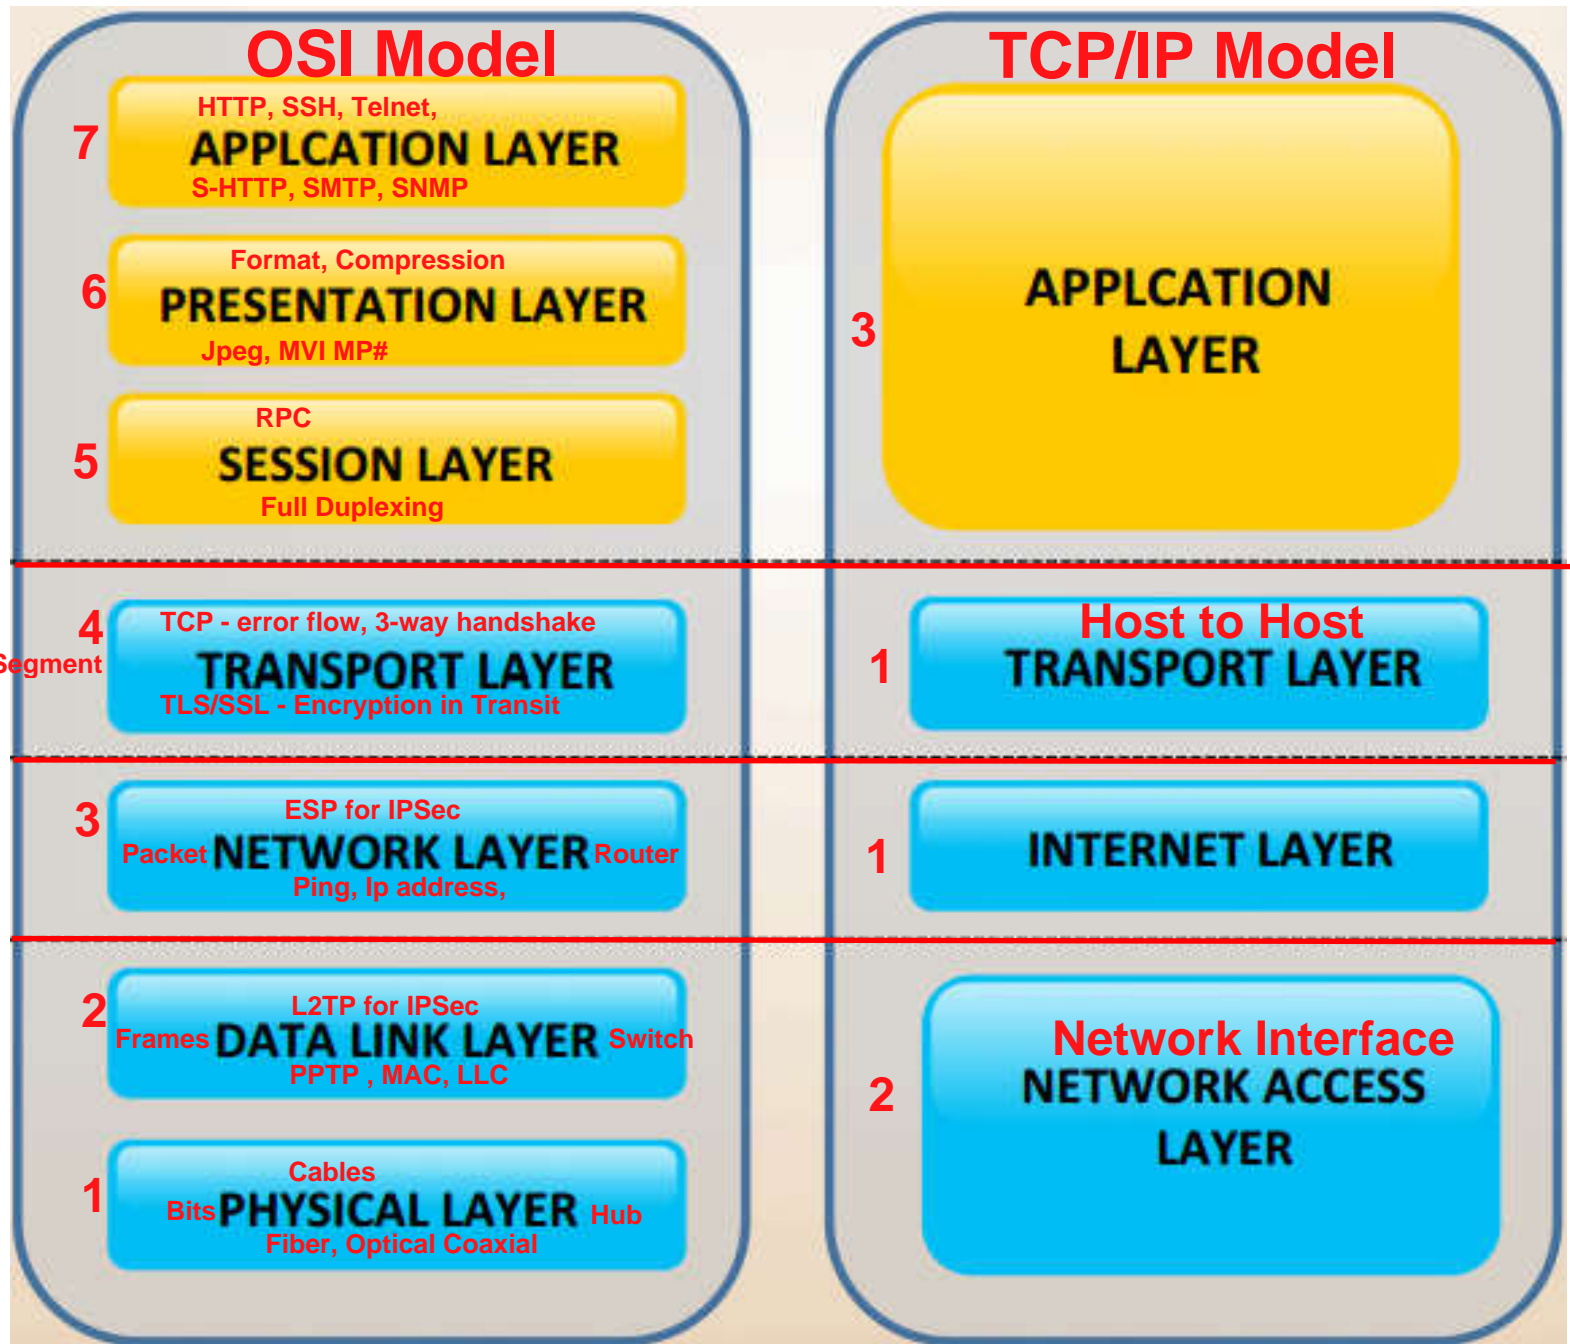 OSI Model
7
HTTP, SSH, Telnet,
APPLCATION LAYER
S-HTTP, SMTP, SNMP
6
Format, Compression
PRESENTATION LAYER
Jpeg, MVI MP#
5
RPC
SESSION LAYER
Full Duplexing
4
Segment
TCP - error flow, 3-way handshake
TRANSPORT LAYER
TLS/SSL - Encryption in Transit
3
ESP for IPSec
Packet NETWORK LAYER Router
Ping, Ip address,
2
L2TP for IPSec
Frames DATA LINK LAYER Switch
PPTP , MAC, LLC
1
Cables
Bits PHYSICAL LAYER Hub
Fiber, Optical Coaxial
TCP/IP Model
3
APPLCATION
LAYER
Host to Host
1 TRANSPORT LAYER
1 INTERNET LAYER
Network Interface
2 NETWORK ACCESS
LAYER